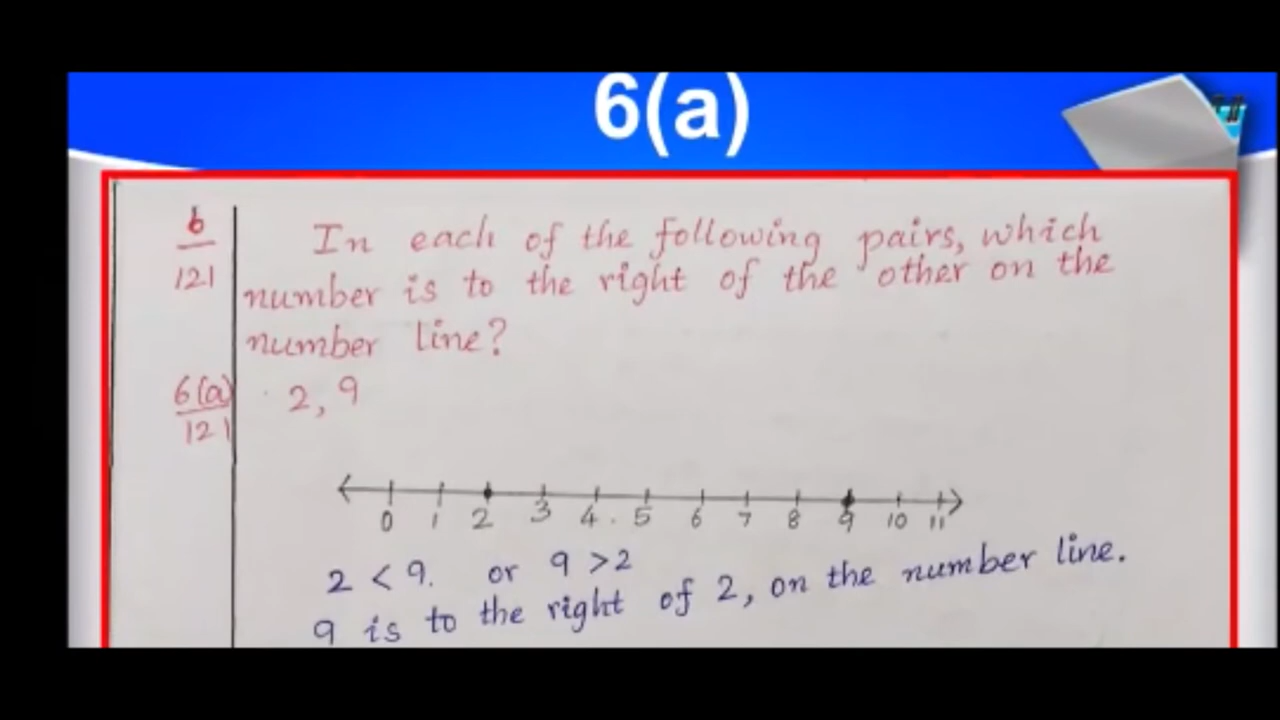 6(a)
6
121
In each of the following pairs, which
number is to the right of the other on the
number line?
6(a)
121
2, 9
0 1 2 3 4 5 6 7 8 9 10 11
2 < 9. or 9 > 2
9 is to the right of 2, on the number line.